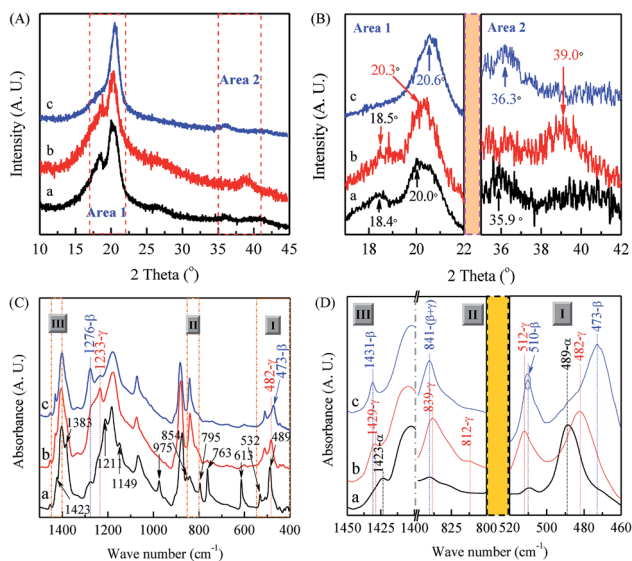 (A)
Intensity (A. U.)
Area 2
Area 1
c
b
a
10 15 20 25 30 35 40 45
2 Theta (°)
(B)
Intensity (A. U.)
Area 1
Area 2
20.3°
20.6°
39.0°
36.3°
18.5°
c
b
a
18.4°
20.0°
35.9 °
18 20 22 36 38 40 42
2 Theta (°)
(C)
Absorbance (A. U.)
III
II
I
1276-β
1233-γ
482-γ
473-β
c
b
a
1383
1423
1211
1149
975
854
795
763
613
532
489
1400 1200 1000 800 600 400
Wave number (cm-1)
(D)
Absorbance (A. U.)
III
II
I
1431-β
1429-γ
1423-α
841-(β+γ)
839-γ
812-γ
512-γ
510-β
489-α
482-γ
473-β
c
b
a
1450 1425 1400 825 800 520 500 480 460
Wave number (cm-1)